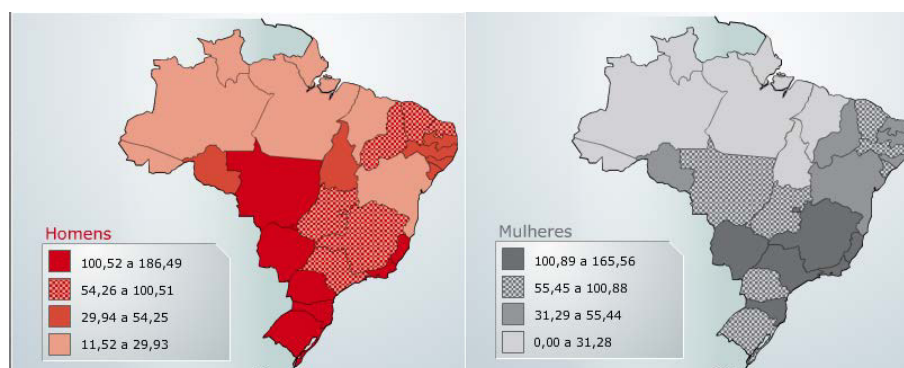 Homens
100,52 a 186,49
54,26 a 100,51
29,94 a 54,25
11,52 a 29,93
Mulheres
100,89 a 165,56
55,45 a 100,88
31,29 a 55,44
0,00 a 31,28